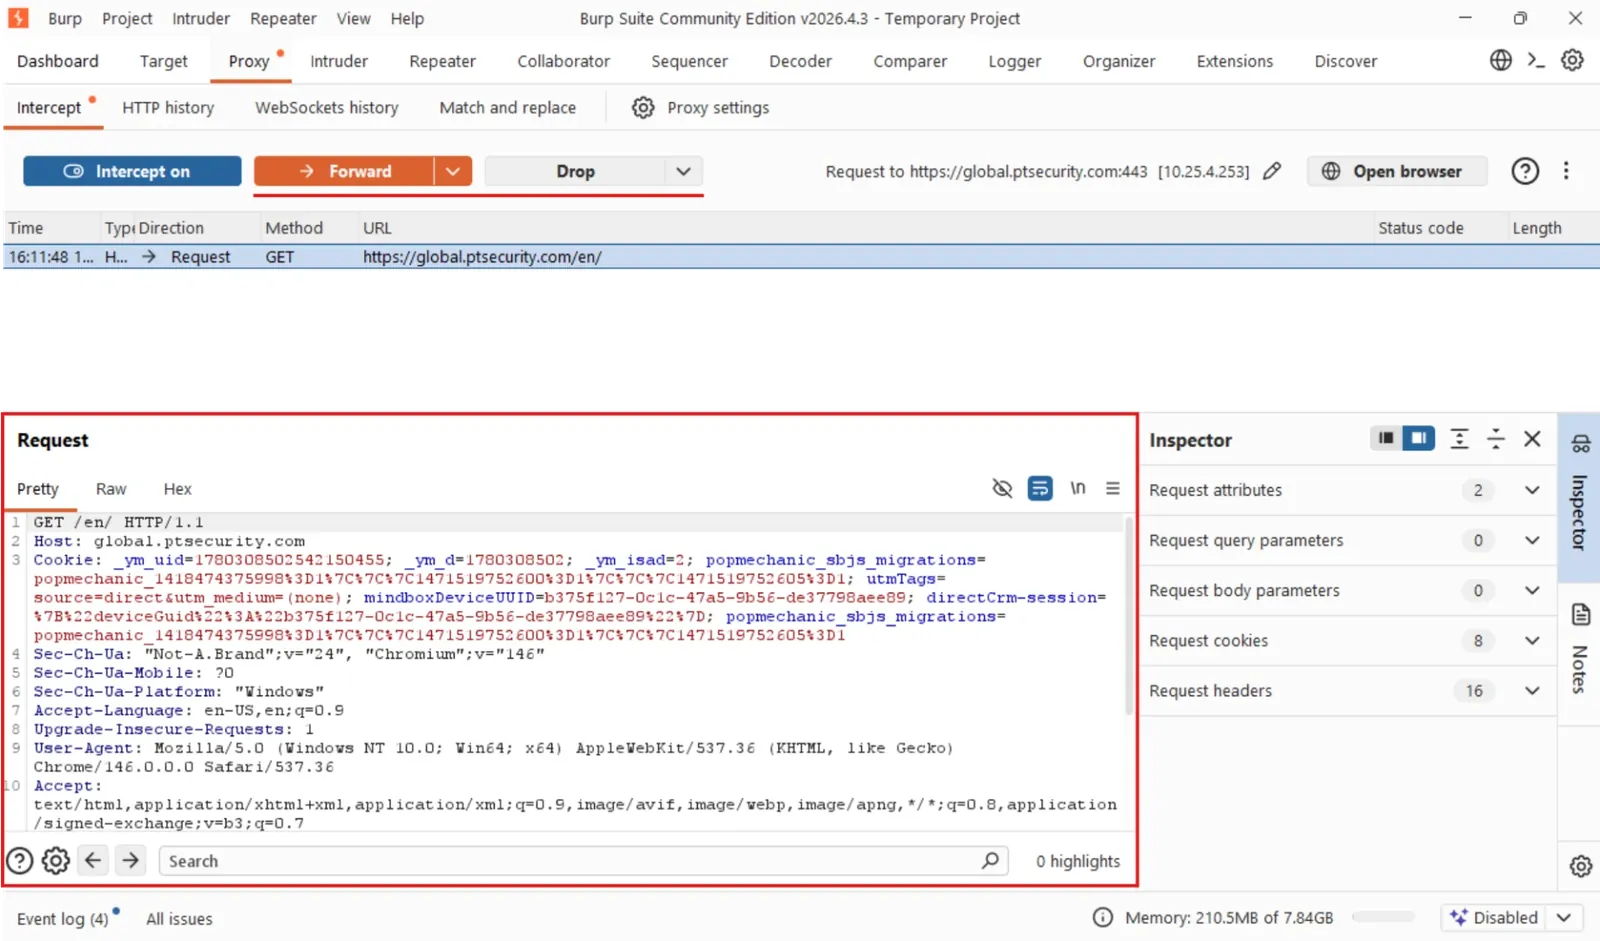 Burp Project Intruder Repeater View Help Burp Suite Community Edition v2026.4.3 - Temporary Project
Dashboard Target Proxy Intruder Repeater Collaborator Sequencer Decoder Comparer Logger Organizer Extensions Discover
Intercept HTTP history WebSockets history Match and replace Proxy settings
Intercept on Forward Drop Request to https://global.ptsecurity.com:443 [10.25.4.253] Open browser
Time Type Direction Method URL Status code Length
16:11:48 1... H... → Request GET https://global.ptsecurity.com/en/
Request
Pretty Raw Hex \n
1 GET /en/ HTTP/1.1
2 Host: global.ptsecurity.com
3 Cookie: _ym_uid=1780308502542150455; _ym_d=1780308502; _ym_isad=2; popmechanic_sbjs_migrations=
popmechanic_1418474375998%3D1%7C%7C%7C1471519752600%3D1%7C%7C%7C1471519752605%3D1; utmTags=
source=direct&utm_medium=(none); mindboxDeviceUUID=b375f127-0c1c-47a5-9b56-de37798aee89; directCrm-session=
%7B%22deviceGuid%22%3A%22b375f127-0c1c-47a5-9b56-de37798aee89%22%7D; popmechanic_sbjs_migrations=
popmechanic_1418474375998%3D1%7C%7C%7C1471519752600%3D1%7C%7C%7C1471519752605%3D1
4 Sec-Ch-Ua: "Not-A.Brand";v="24", "Chromium";v="146"
5 Sec-Ch-Ua-Mobile: ?0
6 Sec-Ch-Ua-Platform: "Windows"
7 Accept-Language: en-US,en;q=0.9
8 Upgrade-Insecure-Requests: 1
9 User-Agent: Mozilla/5.0 (Windows NT 10.0; Win64; x64) AppleWebKit/537.36 (KHTML, like Gecko)
Chrome/146.0.0.0 Safari/537.36
10 Accept:
text/html,application/xhtml+xml,application/xml;q=0.9,image/avif,image/webp,image/apng,*/*;q=0.8,application
/signed-exchange;v=b3;q=0.7
Search 0 highlights
Inspector
Request attributes 2
Request query parameters 0
Request body parameters 0
Request cookies 8
Request headers 16
Inspector
Notes
Event log (4) All issues Memory: 210.5MB of 7.84GB Disabled